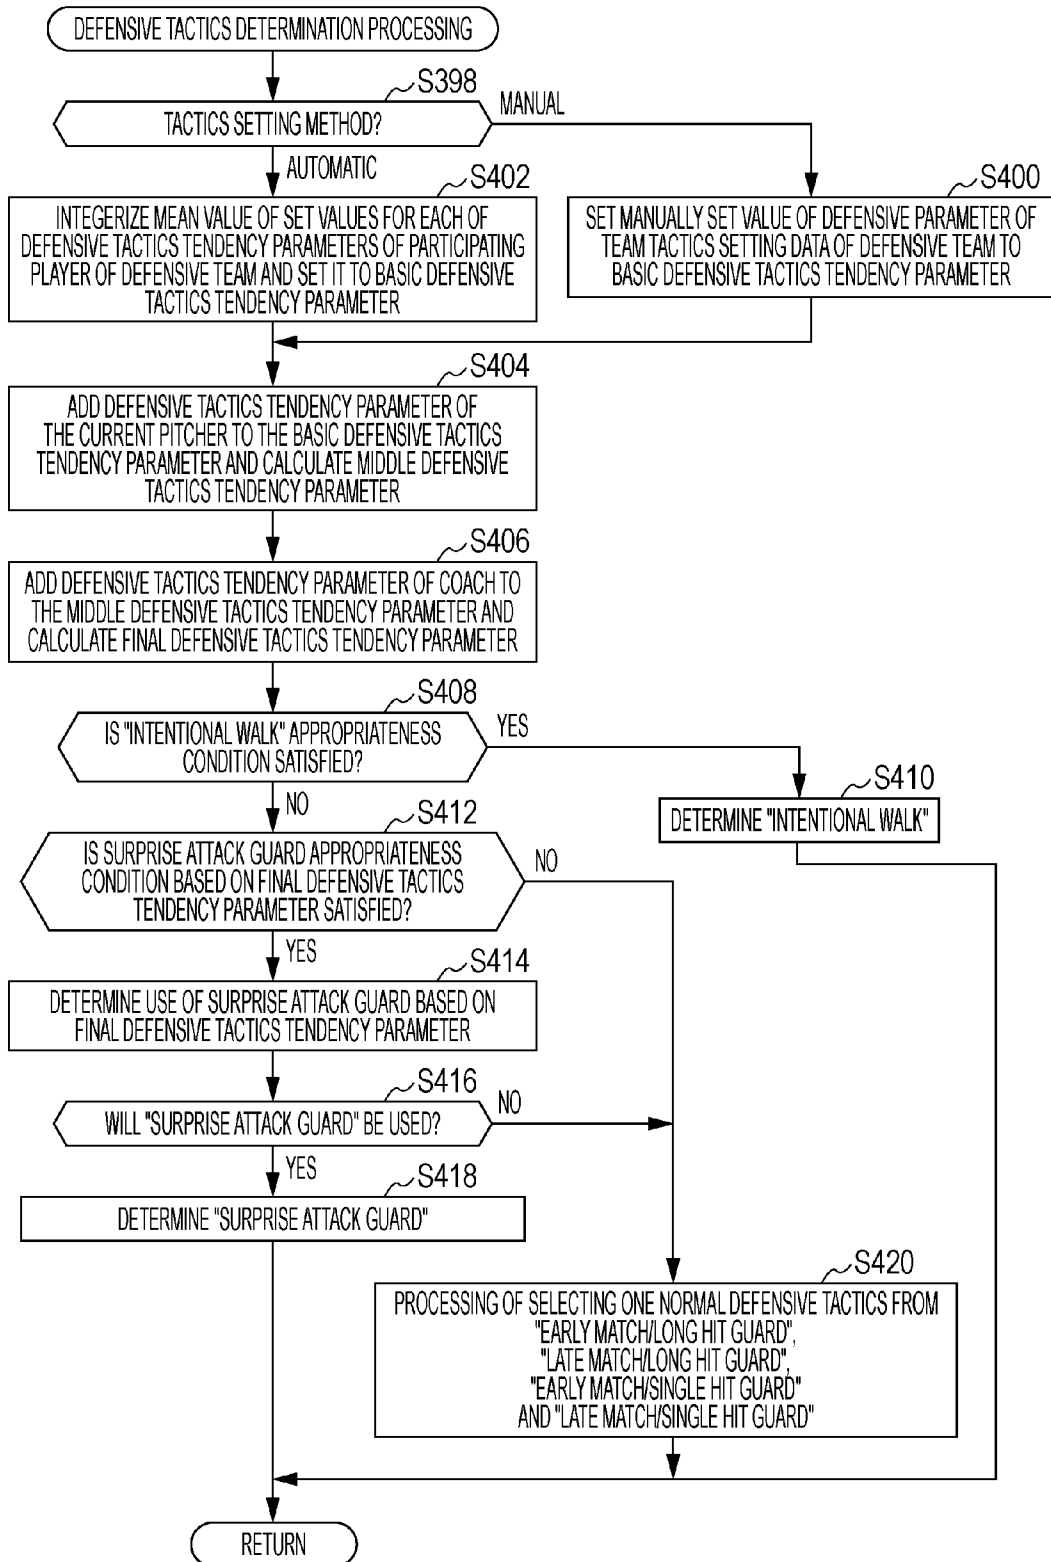 DEFENSIVE TACTICS DETERMINATION PROCESSING
S398
TACTICS SETTING METHOD?
MANUAL
AUTOMATIC
S402
INTEGERIZE MEAN VALUE OF SET VALUES FOR EACH OF
DEFENSIVE TACTICS TENDENCY PARAMETERS OF PARTICIPATING
PLAYER OF DEFENSIVE TEAM AND SET IT TO BASIC DEFENSIVE
TACTICS TENDENCY PARAMETER
S400
SET MANUALLY SET VALUE OF DEFENSIVE PARAMETER OF
TEAM TACTICS SETTING DATA OF DEFENSIVE TEAM TO
BASIC DEFENSIVE TACTICS TENDENCY PARAMETER
S404
ADD DEFENSIVE TACTICS TENDENCY PARAMETER OF
THE CURRENT PITCHER TO THE BASIC DEFENSIVE TACTICS
TENDENCY PARAMETER AND CALCULATE MIDDLE DEFENSIVE
TACTICS TENDENCY PARAMETER
S406
ADD DEFENSIVE TACTICS TENDENCY PARAMETER OF COACH TO
THE MIDDLE DEFENSIVE TACTICS TENDENCY PARAMETER AND
CALCULATE FINAL DEFENSIVE TACTICS TENDENCY PARAMETER
S408
IS "INTENTIONAL WALK" APPROPRIATENESS
CONDITION SATISFIED?
YES
NO
S410
DETERMINE "INTENTIONAL WALK"
S412
IS SURPRISE ATTACK GUARD APPROPRIATENESS
CONDITION BASED ON FINAL DEFENSIVE TACTICS
TENDENCY PARAMETER SATISFIED?
NO
YES
S414
DETERMINE USE OF SURPRISE ATTACK GUARD BASED ON
FINAL DEFENSIVE TACTICS TENDENCY PARAMETER
S416
WILL "SURPRISE ATTACK GUARD" BE USED?
NO
YES
S418
DETERMINE "SURPRISE ATTACK GUARD"
S420
PROCESSING OF SELECTING ONE NORMAL DEFENSIVE TACTICS FROM
"EARLY MATCH/LONG HIT GUARD",
"LATE MATCH/LONG HIT GUARD",
"EARLY MATCH/SINGLE HIT GUARD"
AND "LATE MATCH/SINGLE HIT GUARD"
RETURN